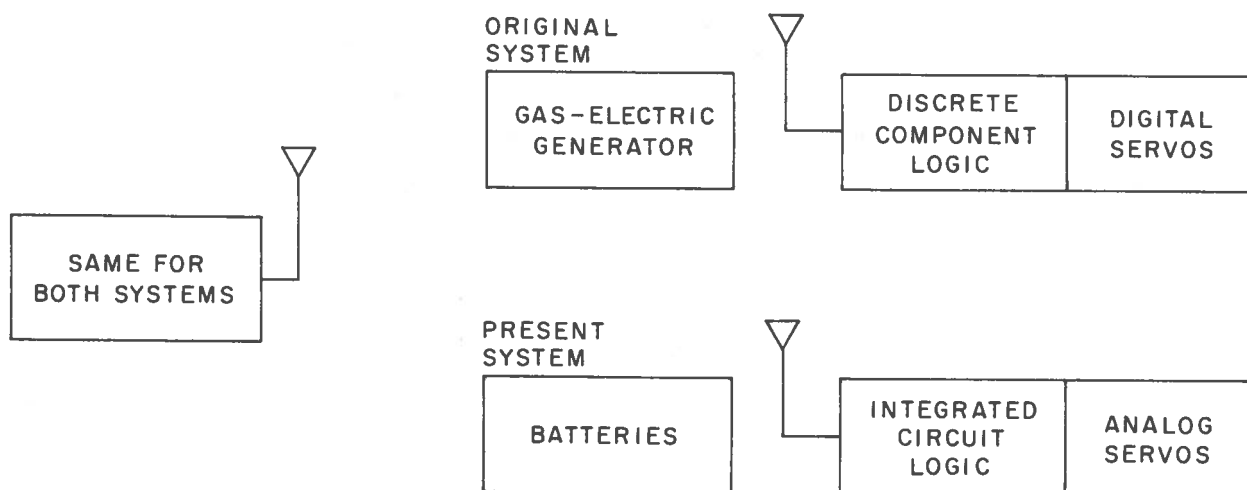 ORIGINAL
SYSTEM
GAS-ELECTRIC
GENERATOR
DISCRETE
COMPONENT
LOGIC
DIGITAL
SERVOS
SAME FOR
BOTH SYSTEMS
PRESENT
SYSTEM
BATTERIES
INTEGRATED
CIRCUIT
LOGIC
ANALOG
SERVOS